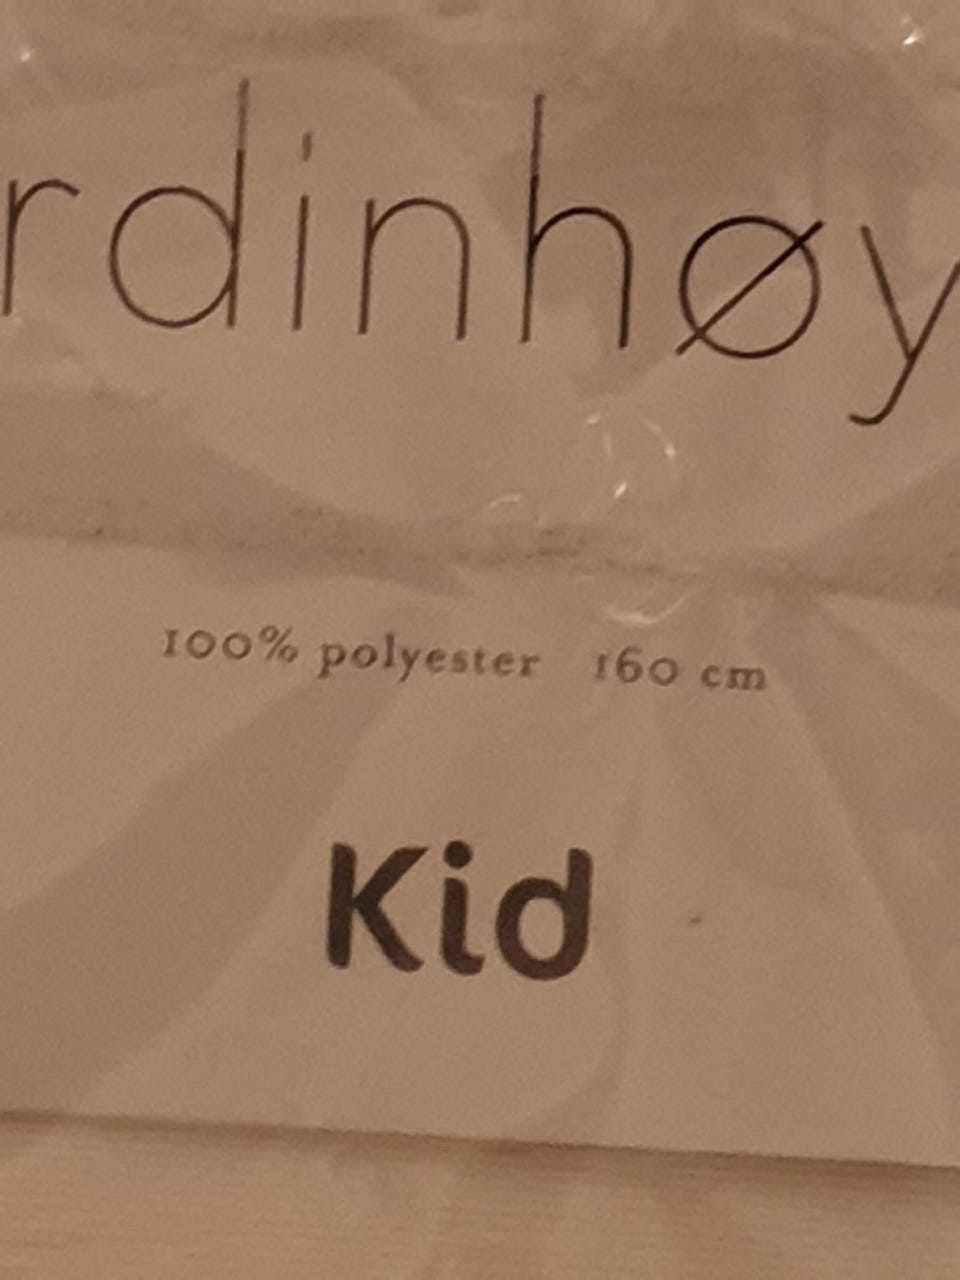 rdinhøy
100% polyester 160 cm
Kid